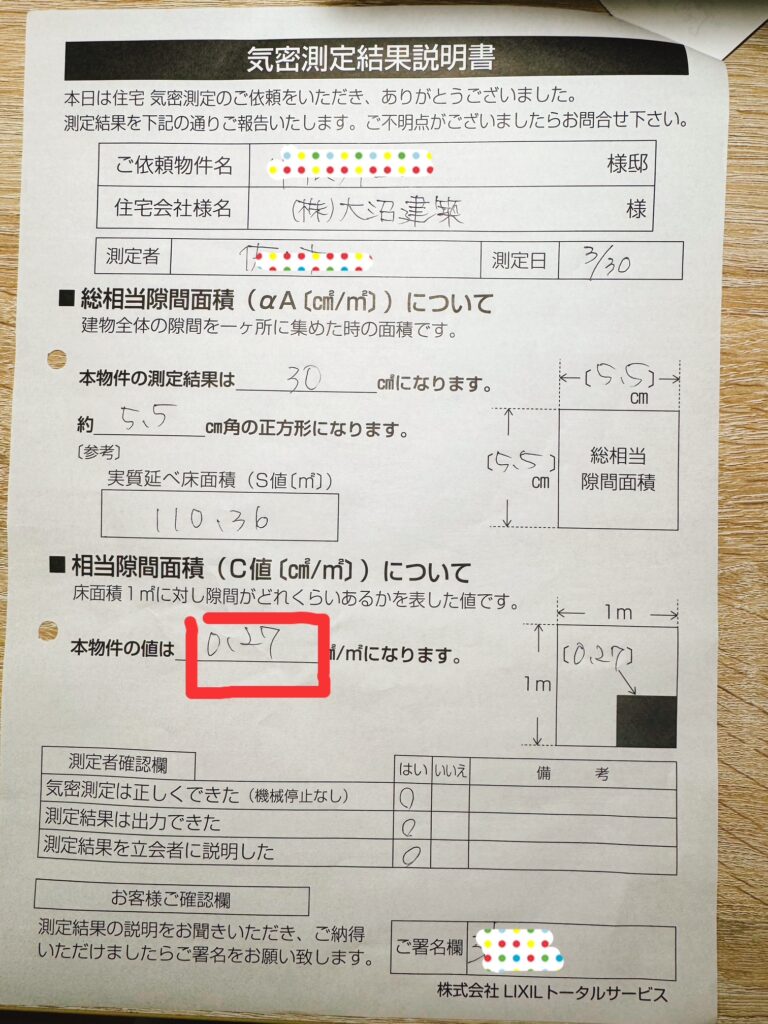 気密測定結果説明書
本日は住宅 気密測定のご依頼をいただき、ありがとうございました。
測定結果を下記の通りご報告いたします。ご不明点がございましたらお問合せ下さい。
ご依頼物件名 様邸
住宅会社様名 (株)大沼建築 様
測定者 測定日 3/30
■ 総相当隙間面積（αA〔㎠/㎡〕）について
建物全体の隙間を一ヶ所に集めた時の面積です。
本物件の測定結果は 30 ㎠になります。
約 5.5 ㎝角の正方形になります。
〔参考〕
実質延べ床面積（S値〔㎡〕）
110.36
〔5.5〕
㎝
〔5.5〕
㎝
総相当
隙間面積
■ 相当隙間面積（C値〔㎠/㎡〕）について
床面積1㎡に対し隙間がどれくらいあるかを表した値です。
本物件の値は 0.27 ㎠/㎡になります。
1m
1m
〔0.27〕
測定者確認欄 はい いいえ 備考
気密測定は正しくできた（機械停止なし） ○
測定結果は出力できた ○
測定結果を立会者に説明した ○
お客様ご確認欄
測定結果の説明をお聞きいただき、ご納得
いただけましたらご署名をお願い致します。
ご署名欄
株式会社 LIXILトータルサービス